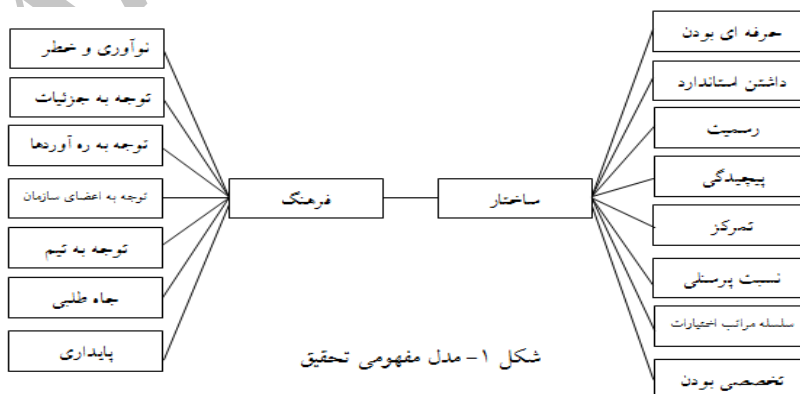 حرفه ای بودن
داشتن استاندارد
رسمیت
پیچیدگی
تمرکز
نسبت پرسنلی
سلسله مراتب اختیارات
تخصصی بودن
ساختار
فرهنگ
نوآوری و خطر
توجه به جزئیات
توجه به ره آوردها
توجه به اعضای سازمان
توجه به تیم
جاه طلبی
پایداری
شکل ۱- مدل مفهومی تحقیق